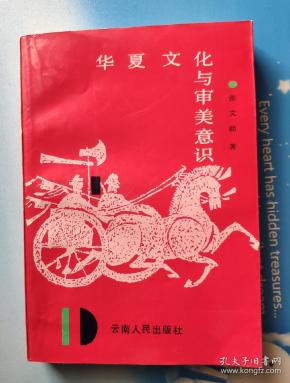 华夏文化与审美意识
张文勋 著
云南人民出版社
'Every heart
has hidden
treasures...
孔夫子旧书网